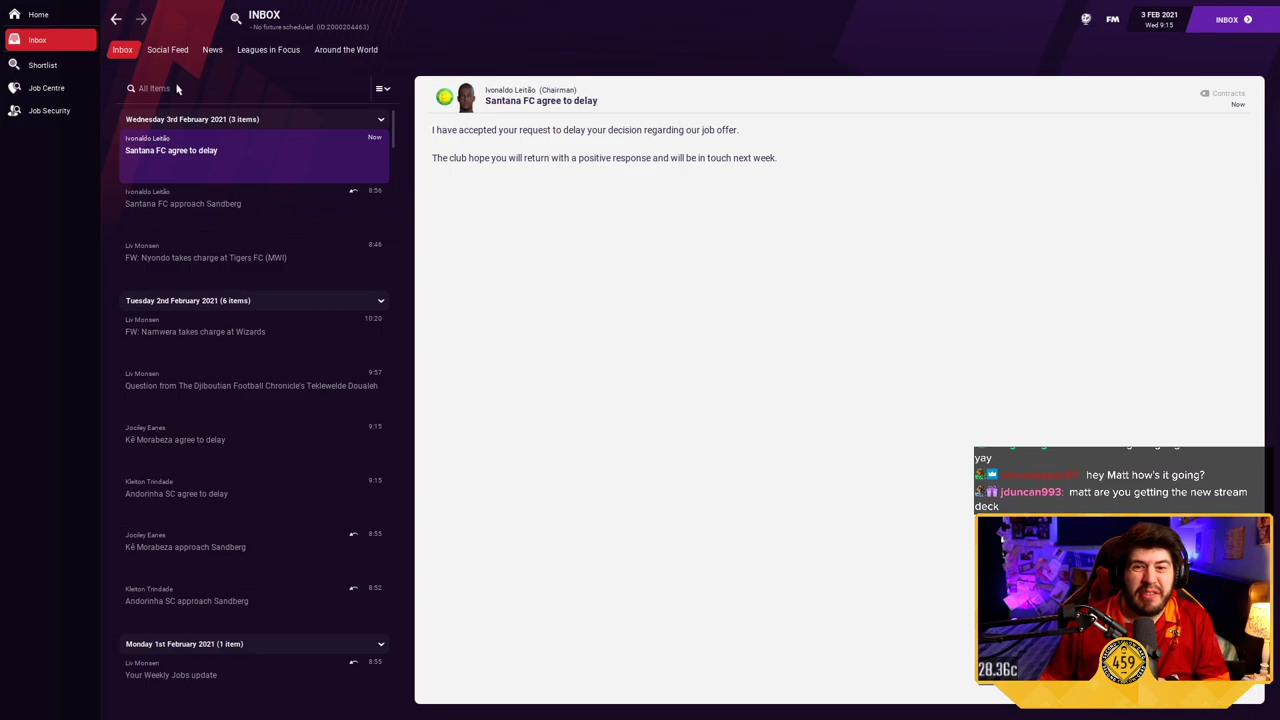 Home
Inbox
Shortlist
Job Centre
Job Security
INBOX
- No fixture scheduled. (ID:2000204463)
FM
3 FEB 2021
Wed 9:15
INBOX
Inbox
Social Feed
News
Leagues in Focus
Around the World
All Items
Wednesday 3rd February 2021 (3 items)
Ivonaldo Leitão
Now
Santana FC agree to delay
Ivonaldo Leitão
8:56
Santana FC approach Sandberg
Liv Monsen
8:46
FW: Nyondo takes charge at Tigers FC (MWI)
Tuesday 2nd February 2021 (6 items)
Liv Monsen
10:20
FW: Namwera takes charge at Wizards
Liv Monsen
9:57
Question from The Djiboutian Football Chronicle's Teklewelde Doualeh
Jociley Eanes
9:15
Kê Morabeza agree to delay
Kleiton Trindade
9:15
Andorinha SC agree to delay
Jociley Eanes
8:55
Kê Morabeza approach Sandberg
Kleiton Trindade
8:52
Andorinha SC approach Sandberg
Monday 1st February 2021 (1 item)
Liv Monsen
8:55
Your Weekly Jobs update
Ivonaldo Leitão (Chairman)
Santana FC agree to delay
Contracts
Now
I have accepted your request to delay your decision regarding our job offer.
The club hope you will return with a positive response and will be in touch next week.
yay
hey Matt how's it going?
jduncan993: matt are you getting the new stream
deck
28.36c
459